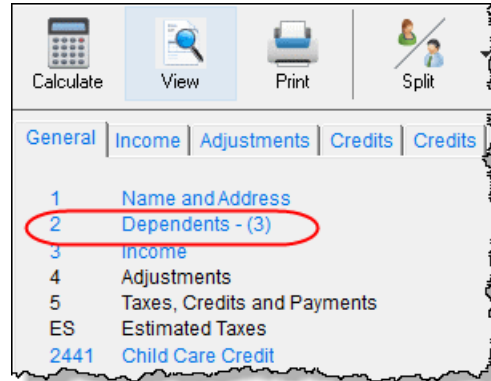 Calculate View Print Split
General Income Adjustments Credits Credits
1 Name and Address
2 Dependents - (3)
3 Income
4 Adjustments
5 Taxes, Credits and Payments
ES Estimated Taxes
2441 Child Care Credit